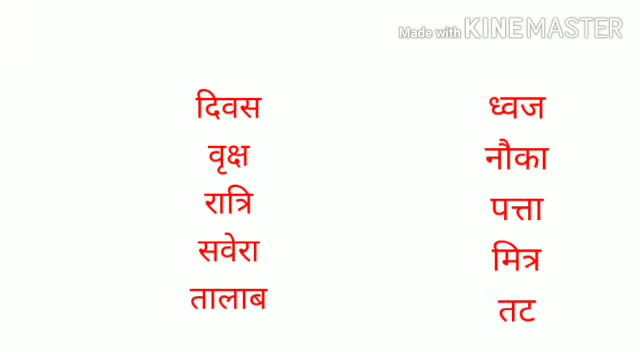 Made with KINEMASTER
दिवस
वृक्ष
रात्रि
सवेरा
तालाब
ध्वज
नौका
पत्ता
मित्र
तट